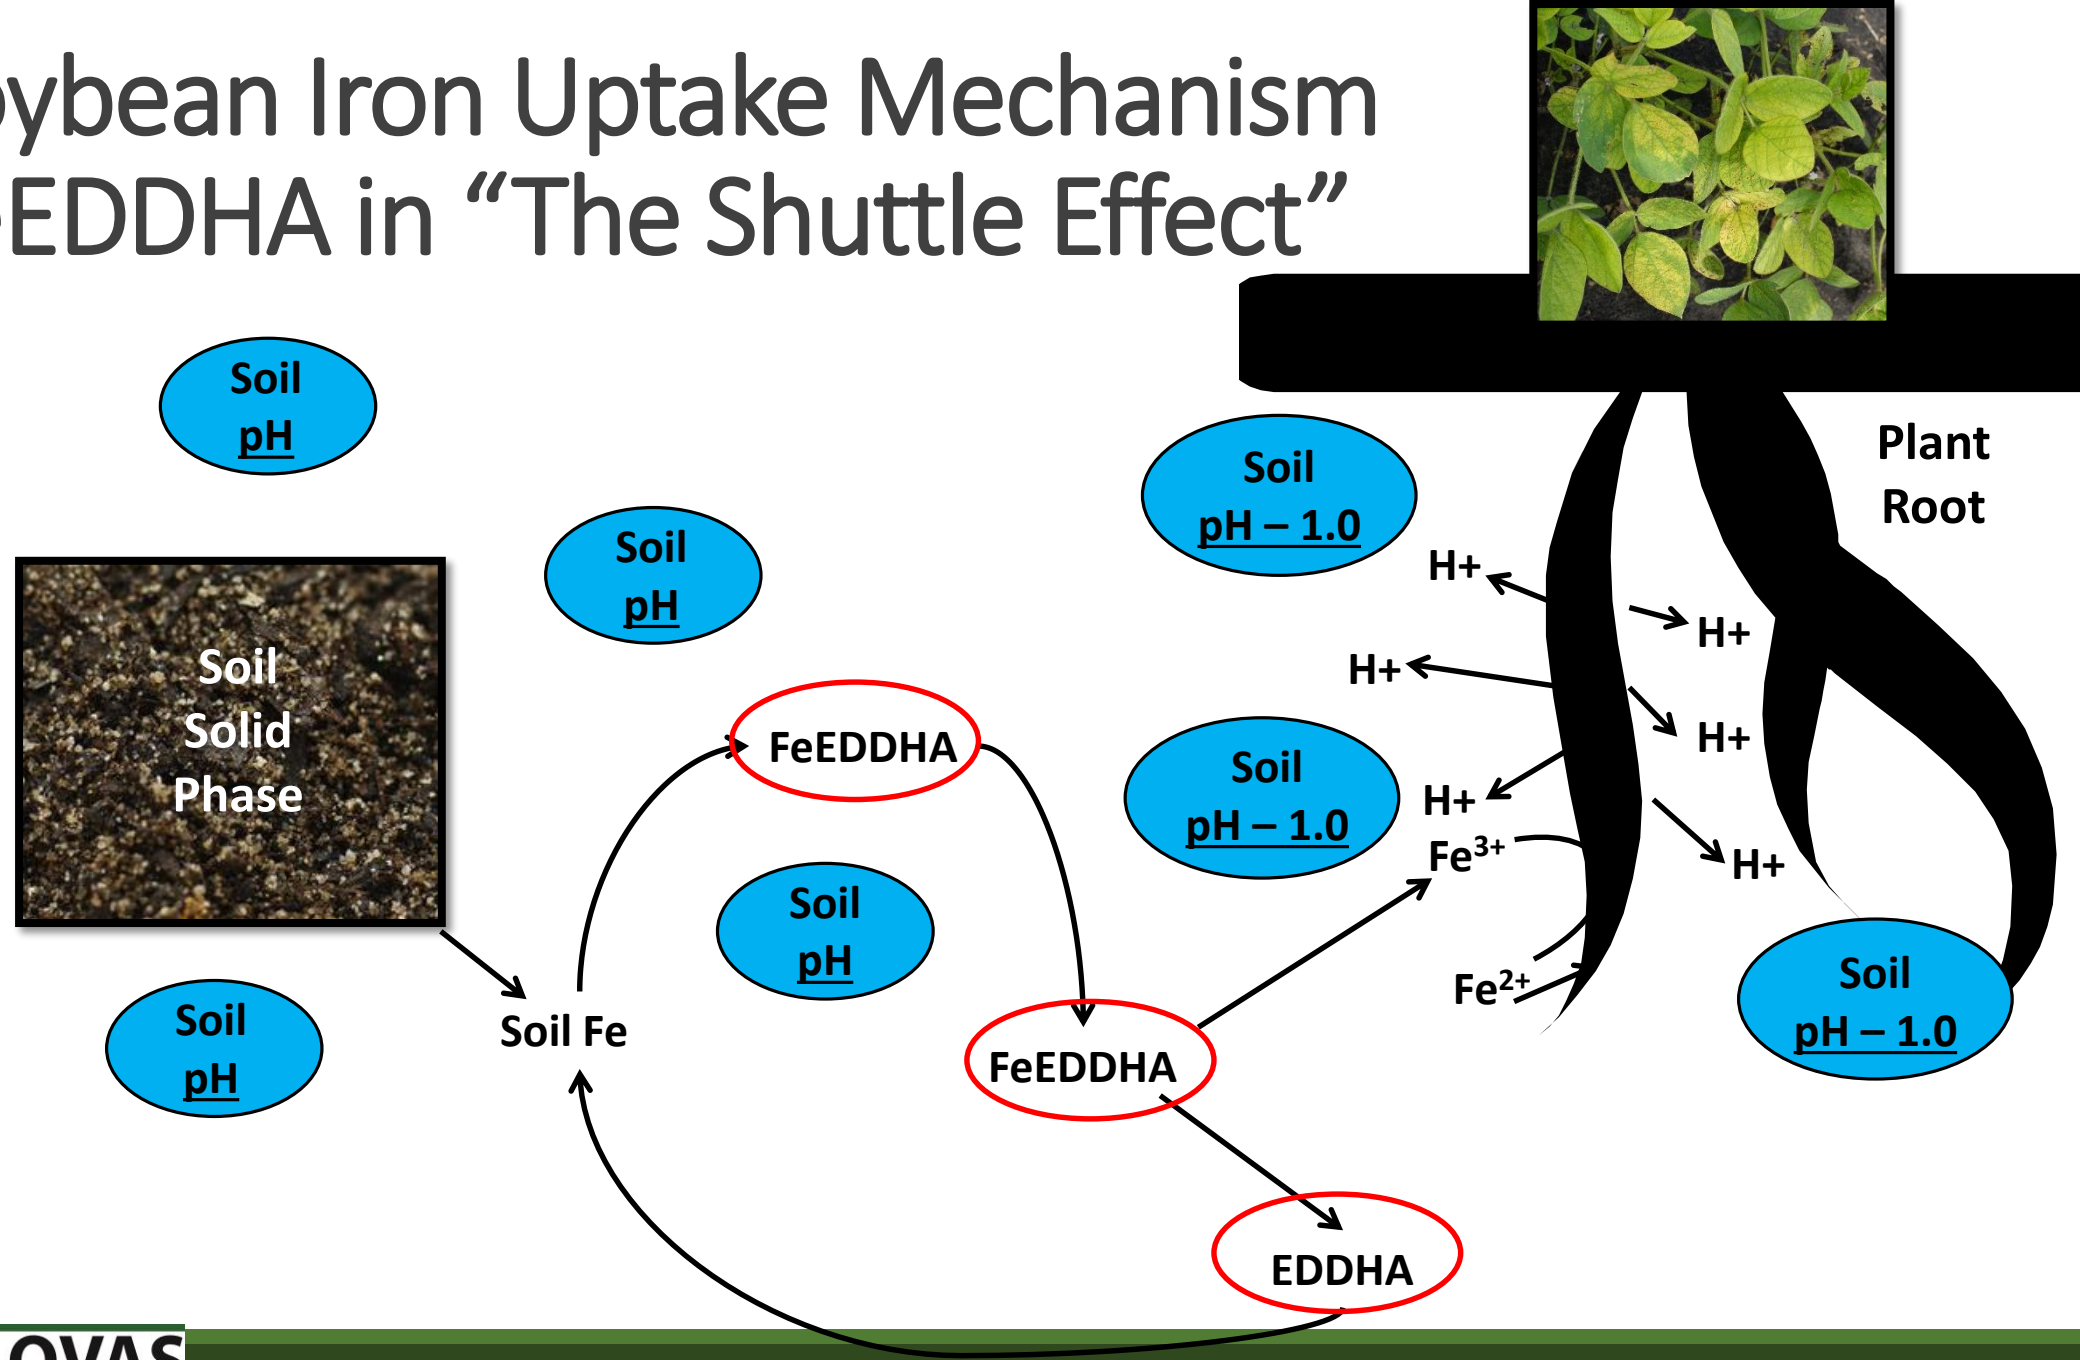 ybean Iron Uptake Mechanism
EDDHA in “The Shuttle Effect”
Soil
pH
Soil
pH
Soil
pH – 1.0
Plant
Root
H+
H+
H+
H+
H+
H+
Soil
Solid
Phase
FeEDDHA
Soil
pH – 1.0
Fe³⁺
Soil
pH
Fe²⁺
Soil
pH – 1.0
Soil
pH
Soil Fe
FeEDDHA
EDDHA
OVAS